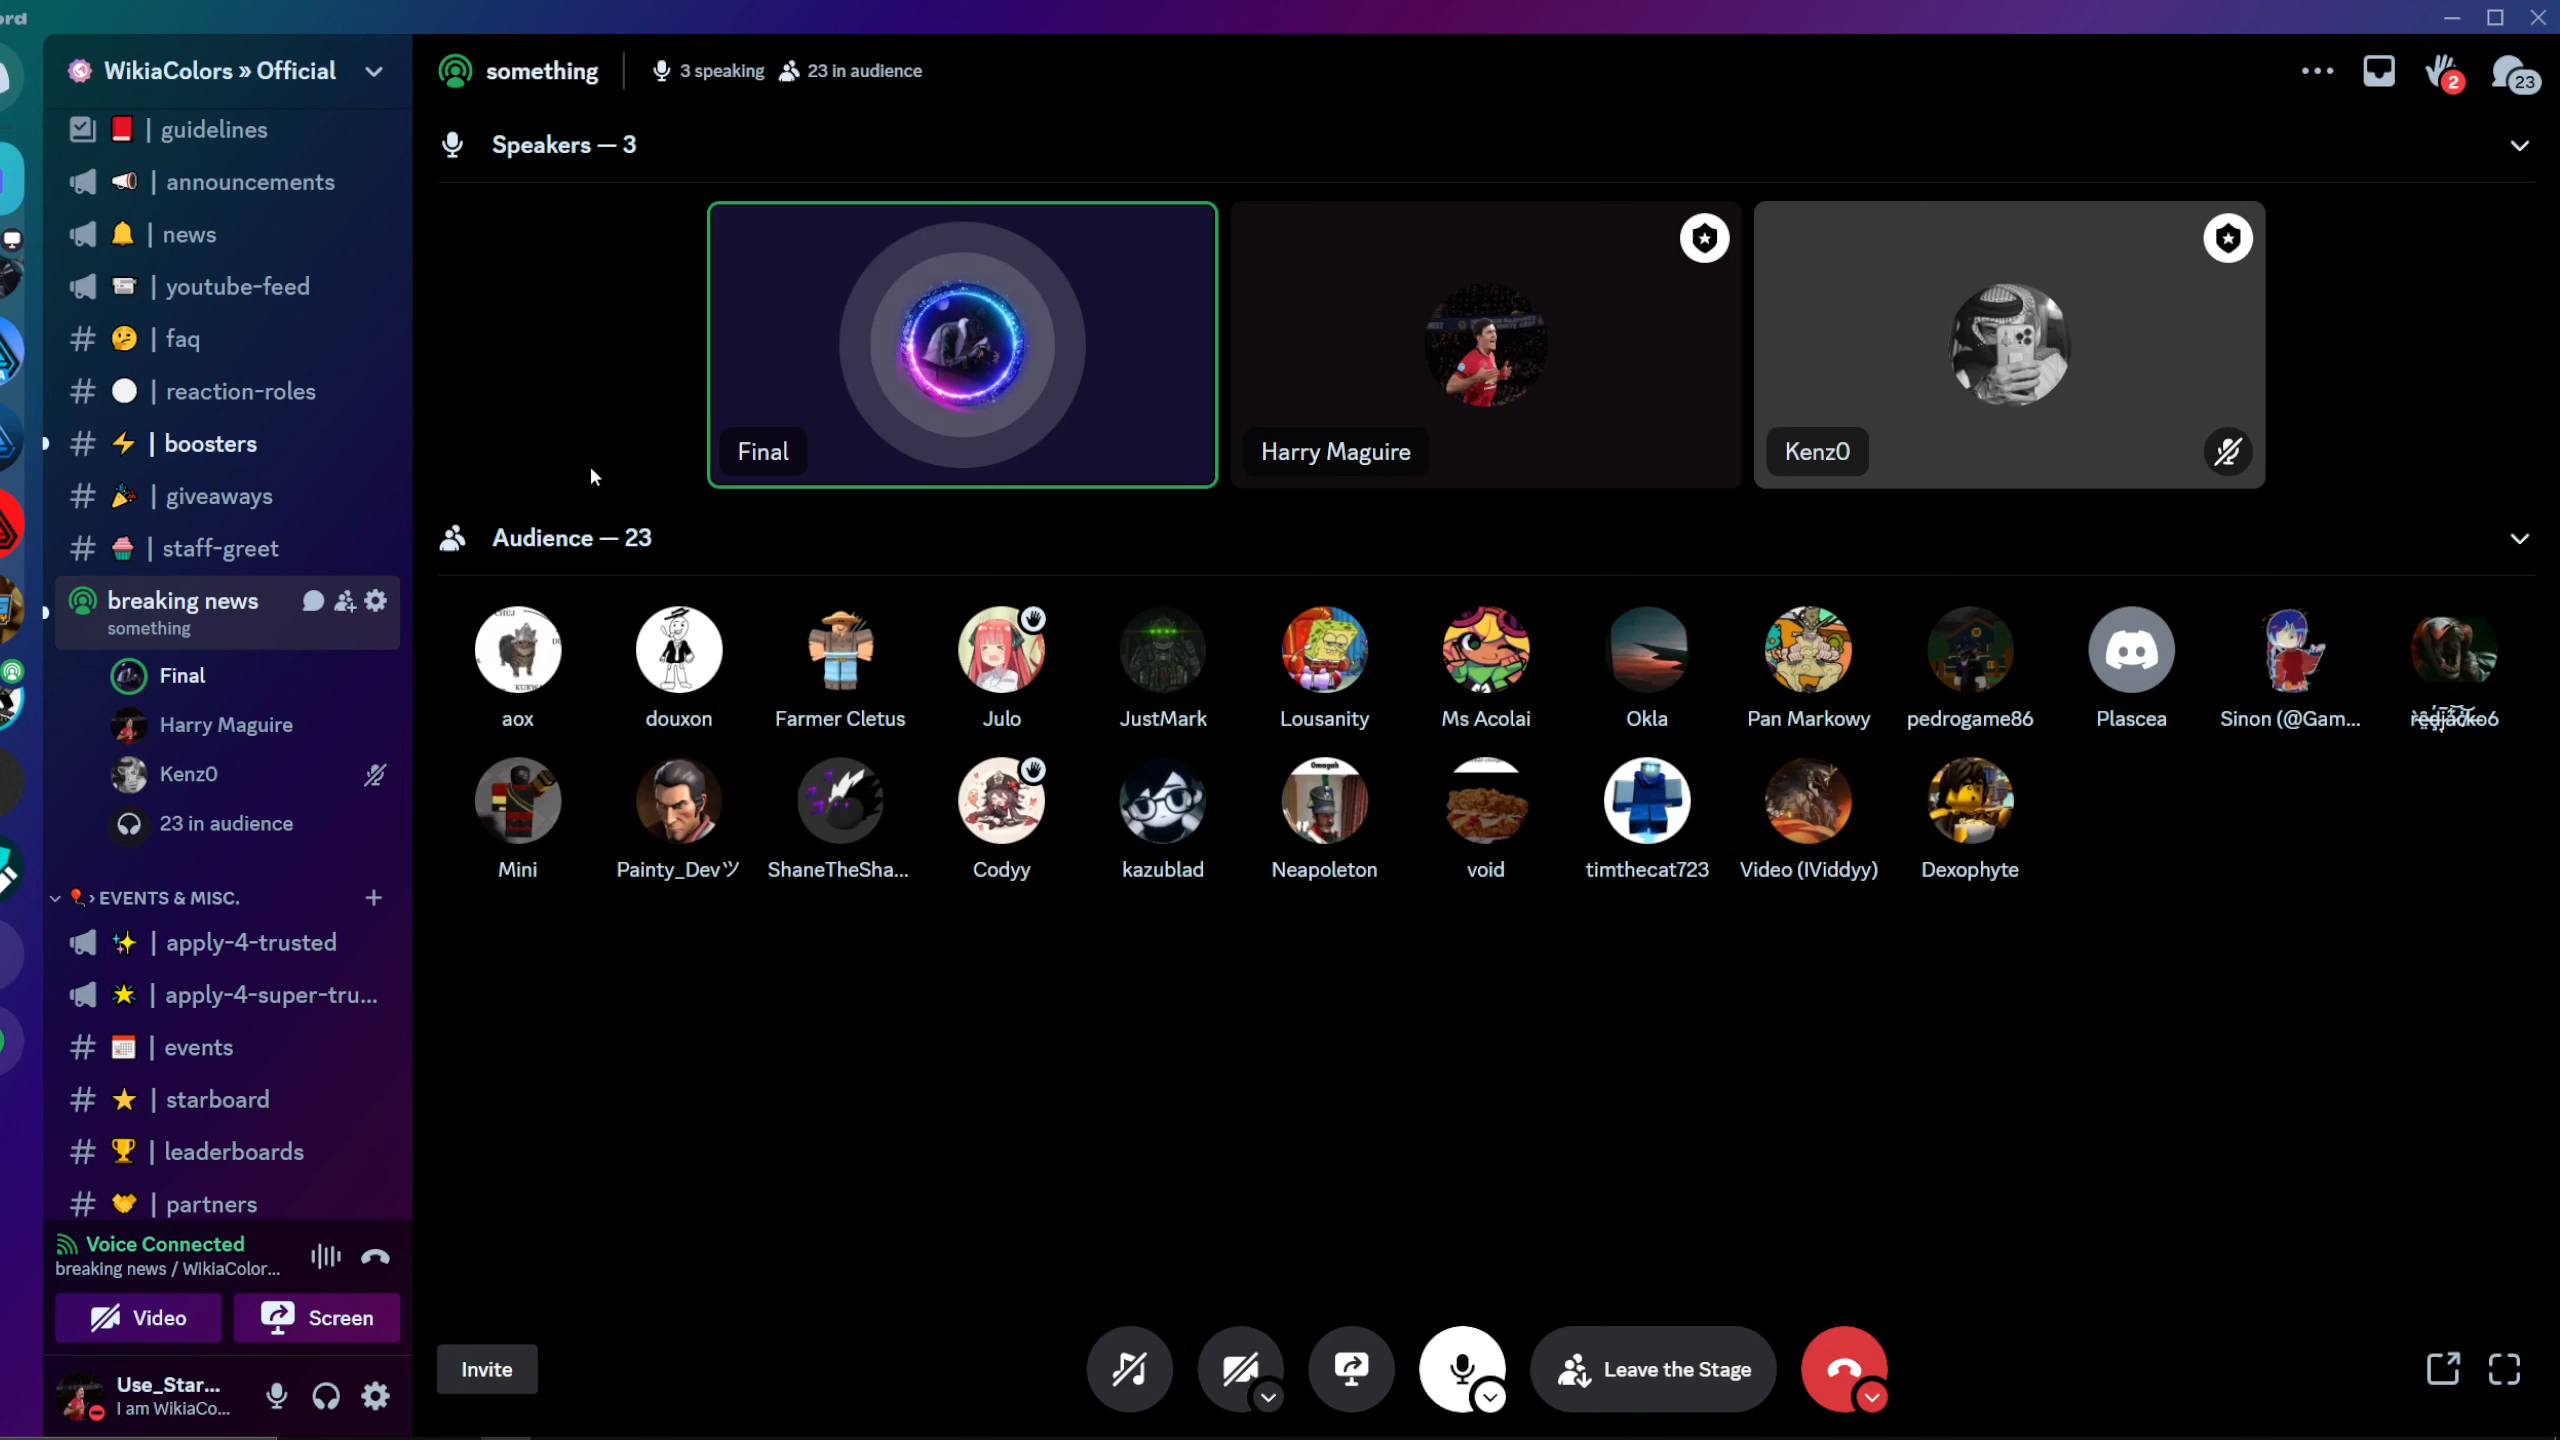 ord
WikiaColors » Official
something
3 speaking
23 in audience
2
23
guidelines
announcements
news
youtube-feed
faq
reaction-roles
boosters
giveaways
staff-greet
breaking news
something
Final
Harry Maguire
Kenz0
23 in audience
EVENTS & MISC.
apply-4-trusted
apply-4-super-tru...
events
starboard
leaderboards
partners
Voice Connected
breaking news / WikiaColor...
Video
Screen
Use_Star...
I am WikiaCo...
Speakers — 3
Final
Harry Maguire
Kenz0
Audience — 23
aox
douxon
Farmer Cletus
Julo
JustMark
Lousanity
Ms Acolai
Okla
Pan Markowy
pedrogame86
Plascea
Sinon (@Gam...
Mini
Painty_Devツ
ShaneTheSha...
Codyy
kazublad
Omagah
Neapoleton
void
timthecat723
Video (IViddyy)
Dexophyte
Invite
Leave the Stage